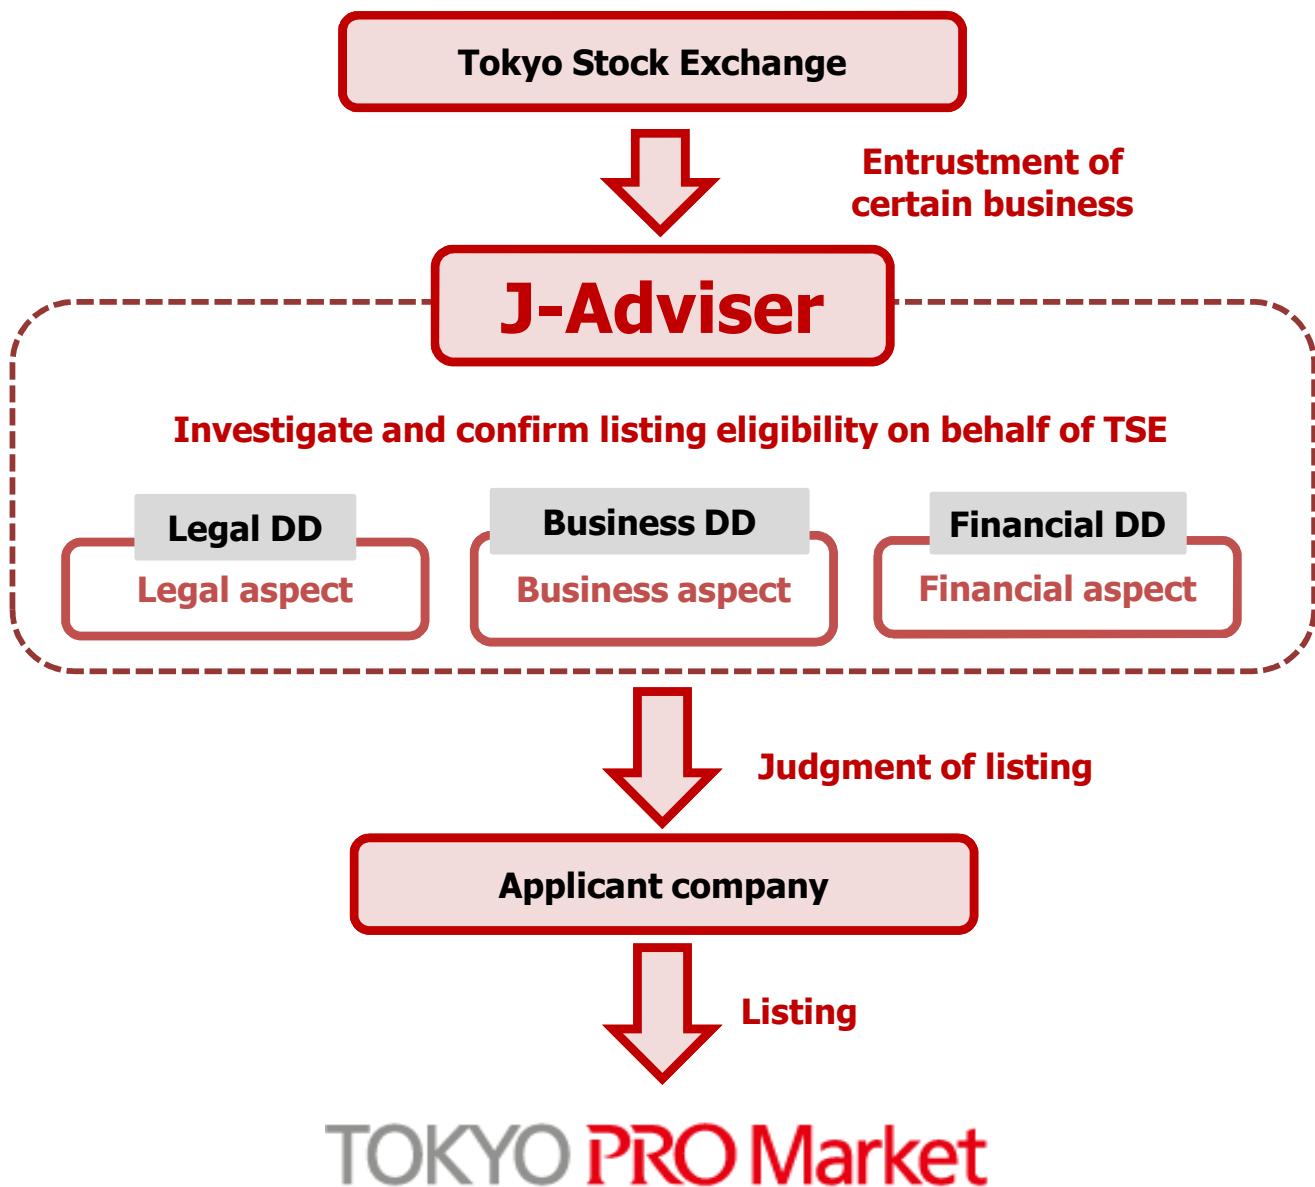 Tokyo Stock Exchange
Entrustment of
certain business
J-Adviser
Investigate and confirm listing eligibility on behalf of TSE
Legal DD
Legal aspect
Business DD
Business aspect
Financial DD
Financial aspect
Judgment of listing
Applicant company
Listing
TOKYO PRO Market